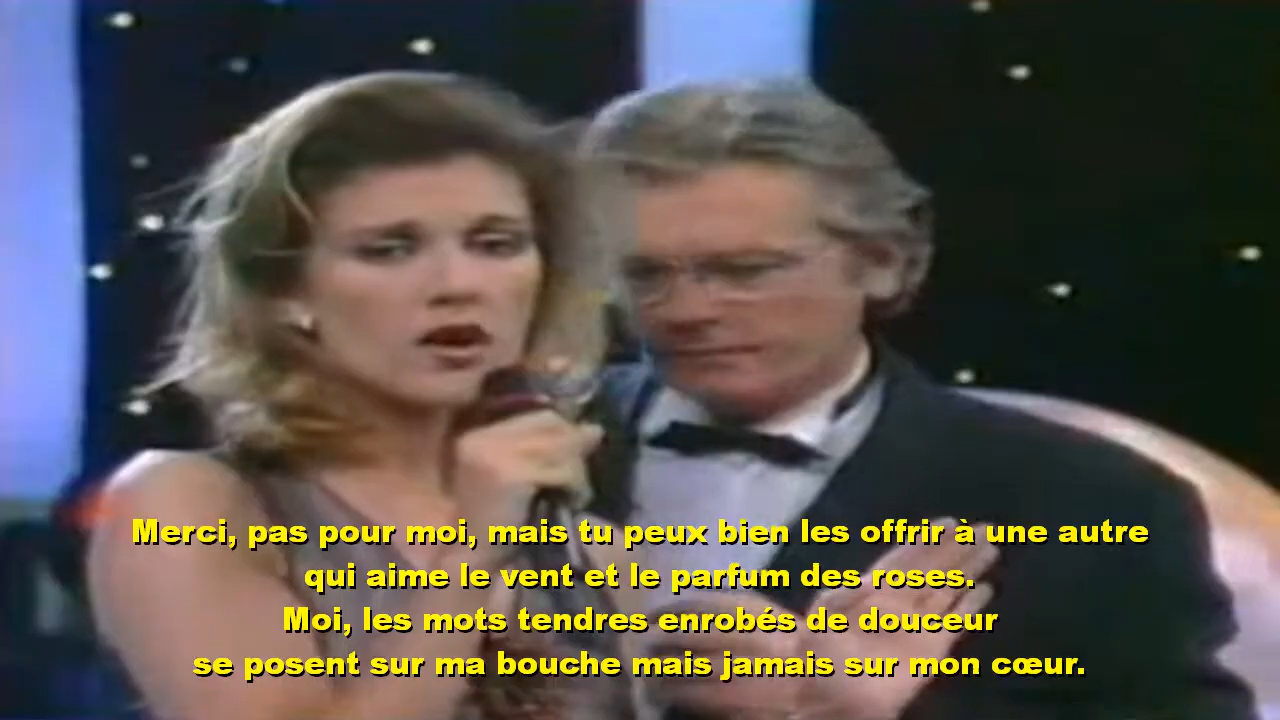 Merci, pas pour moi, mais tu peux bien les offrir à une autre
qui aime le vent et le parfum des roses.
Moi, les mots tendres enrobés de douceur
se posent sur ma bouche mais jamais sur mon cœur.